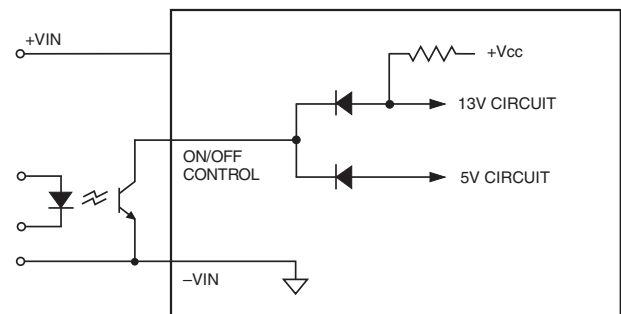 +VIN
+Vcc
13V CIRCUIT
ON/OFF
CONTROL
5V CIRCUIT
–VIN